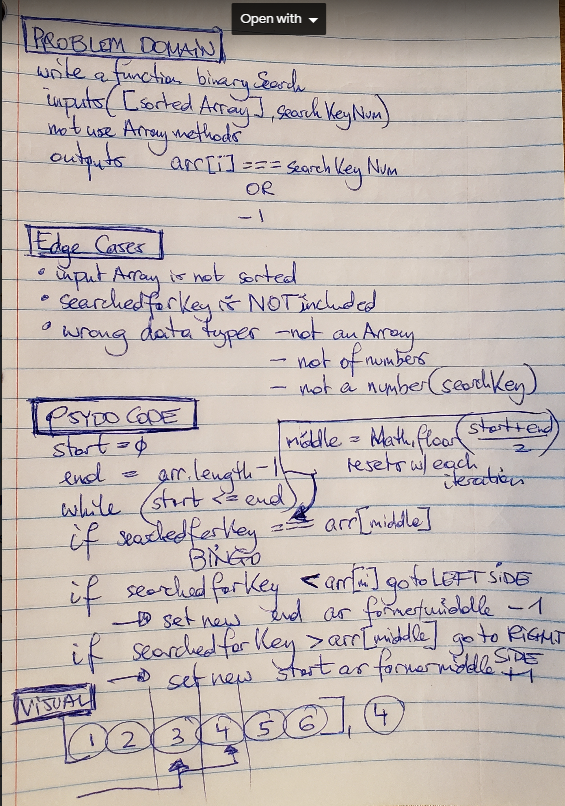 Open with
PROBLEM DOMAIN
write a function binarySearch
inputs([sorted Array], searchKeyNum)
not use Array methods
outputs arr[i] === searchKeyNum
OR
-1
Edge Cases
• input Array is not sorted
• searchedforKey is NOT included
• wrong data types - not an Array
- not of numbers
- not a number (searchKey)
PSYDO CODE
start = 0
end = arr.length - 1
middle = Math.floor(start+end / 2)
resets w/ each
iteration
while (start <= end)
if searchedforKey === arr[middle]
BINGO
if searchedforKey < arr[m] go to LEFT SIDE
→ set new end as former middle - 1
if searchedforKey > arr[middle] go to RIGHT
SIDE
→ set new start as former middle +1
VISUAL
[1 2 3 4 5 6], 4